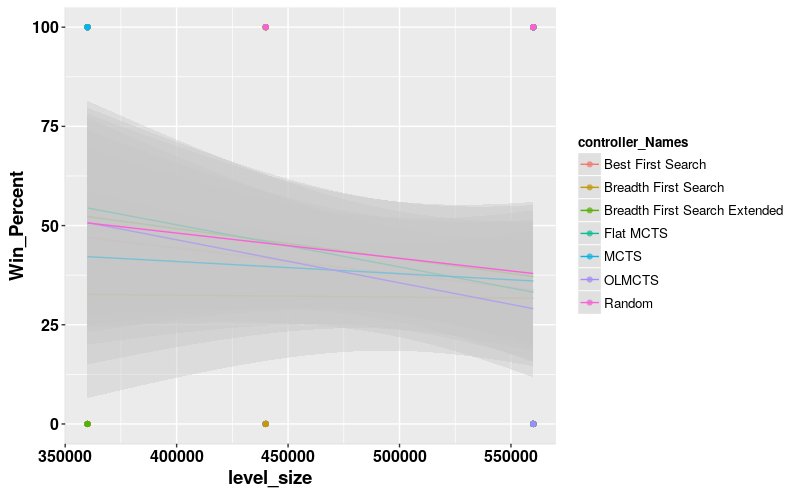 100
75
50
25
0
Win_Percent
350000 400000 450000 500000 550000
level_size
controller_Names
Best First Search
Breadth First Search
Breadth First Search Extended
Flat MCTS
MCTS
OLMCTS
Random